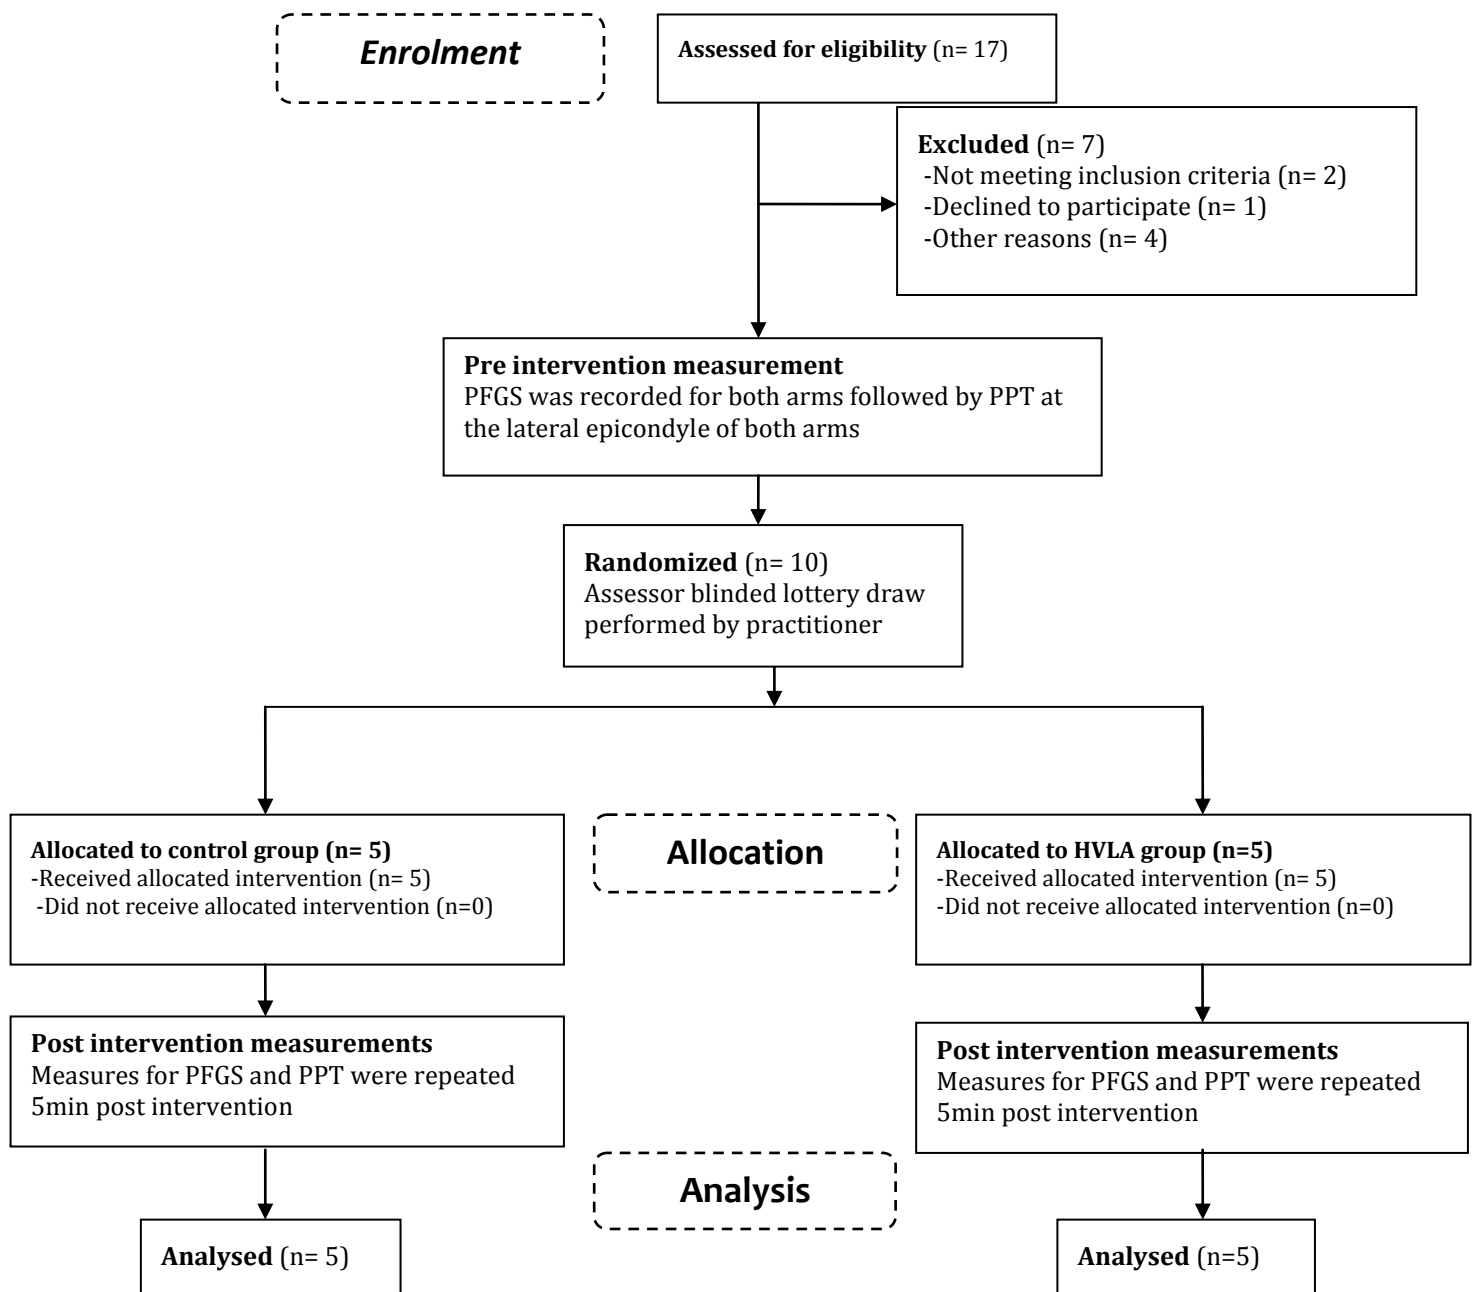 Enrolment
Assessed for eligibility (n= 17)
Excluded (n= 7)
-Not meeting inclusion criteria (n= 2)
-Declined to participate (n= 1)
-Other reasons (n= 4)
Pre intervention measurement
PFGS was recorded for both arms followed by PPT at
the lateral epicondyle of both arms
Randomized (n= 10)
Assessor blinded lottery draw
performed by practitioner
Allocated to control group (n= 5)
-Received allocated intervention (n= 5)
-Did not receive allocated intervention (n=0)
Allocation
Allocated to HVLA group (n=5)
-Received allocated intervention (n= 5)
-Did not receive allocated intervention (n=0)
Post intervention measurements
Measures for PFGS and PPT were repeated
5min post intervention
Post intervention measurements
Measures for PFGS and PPT were repeated
5min post intervention
Analysis
Analysed (n= 5)
Analysed (n=5)